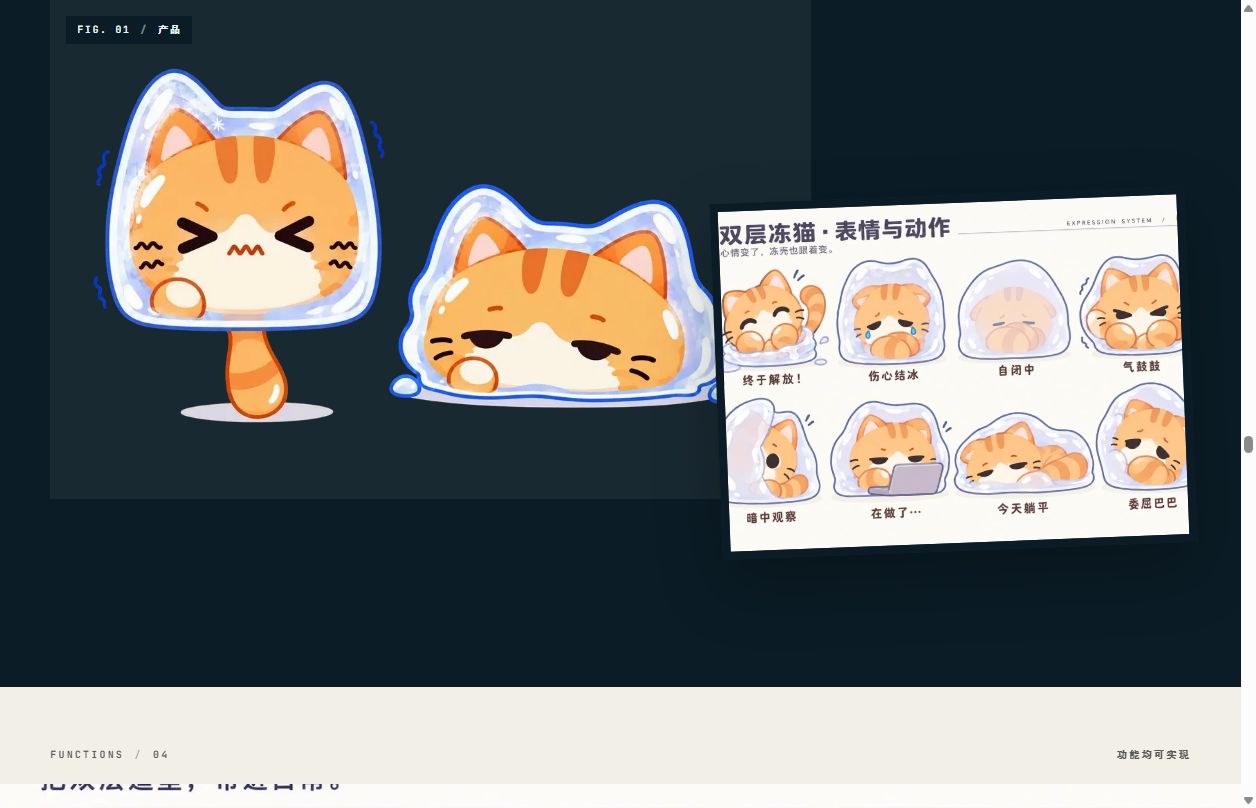 FIG. 01 / 产品
双层冻猫·表情与动作
EXPRESSION SYSTEM /
心情变了，冻壳也跟着变。
终于解放！
伤心结冰
自闭中
气鼓鼓
暗中观察
在做了…
今天躺平
委屈巴巴
FUNCTIONS / 04
功能均可实现